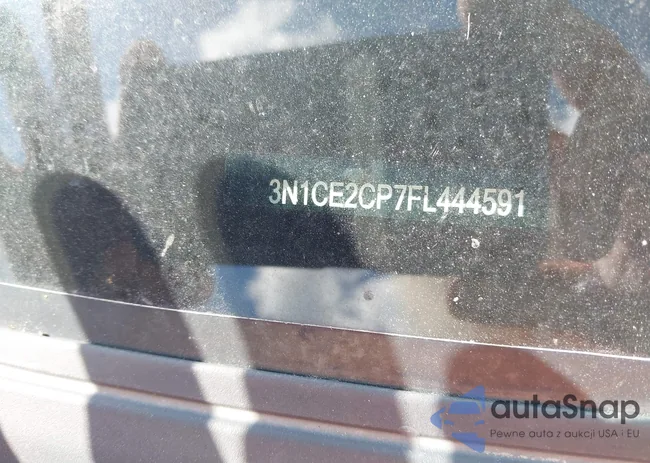 3N1CE2CP7FL444591
autaSnap
Pewne auta z aukcji USA i EU